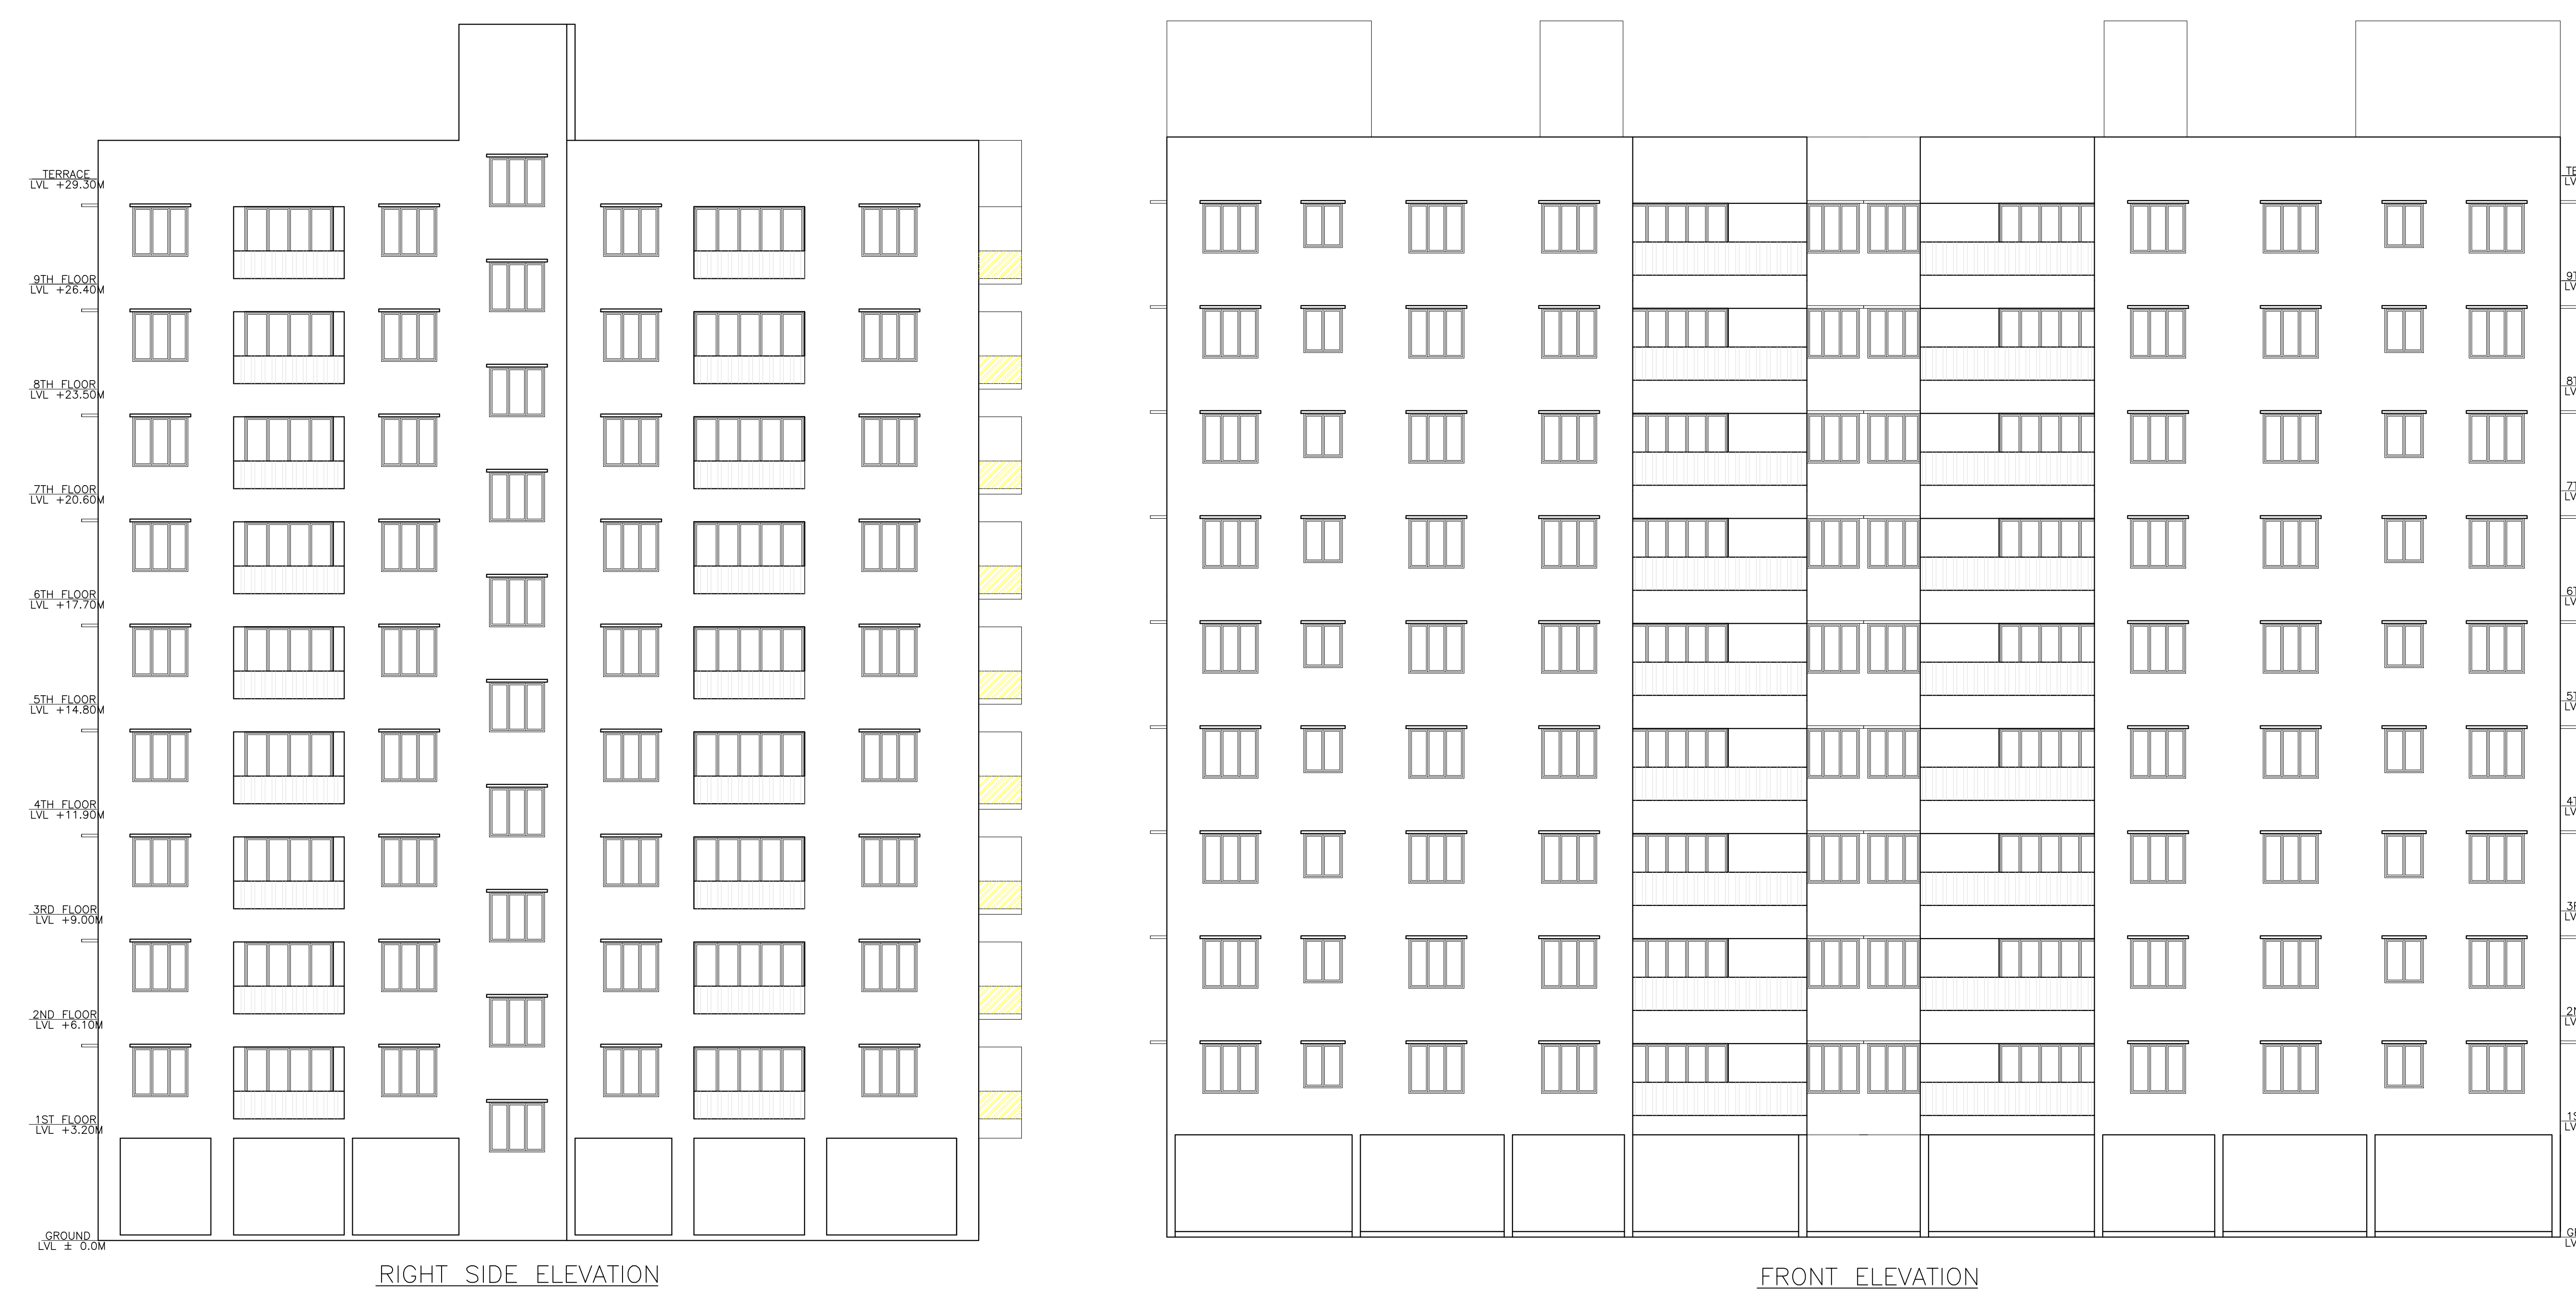 TERRACE
LVL +29.30M
9TH FLOOR
LVL +26.40M
8TH FLOOR
LVL +23.50M
7TH FLOOR
LVL +20.60M
6TH FLOOR
LVL +17.70M
5TH FLOOR
LVL +14.80M
4TH FLOOR
LVL +11.90M
3RD FLOOR
LVL +9.00M
2ND FLOOR
LVL +6.10M
1ST FLOOR
LVL +3.20M
GROUND
LVL ± 0.0M
RIGHT SIDE ELEVATION
FRONT ELEVATION